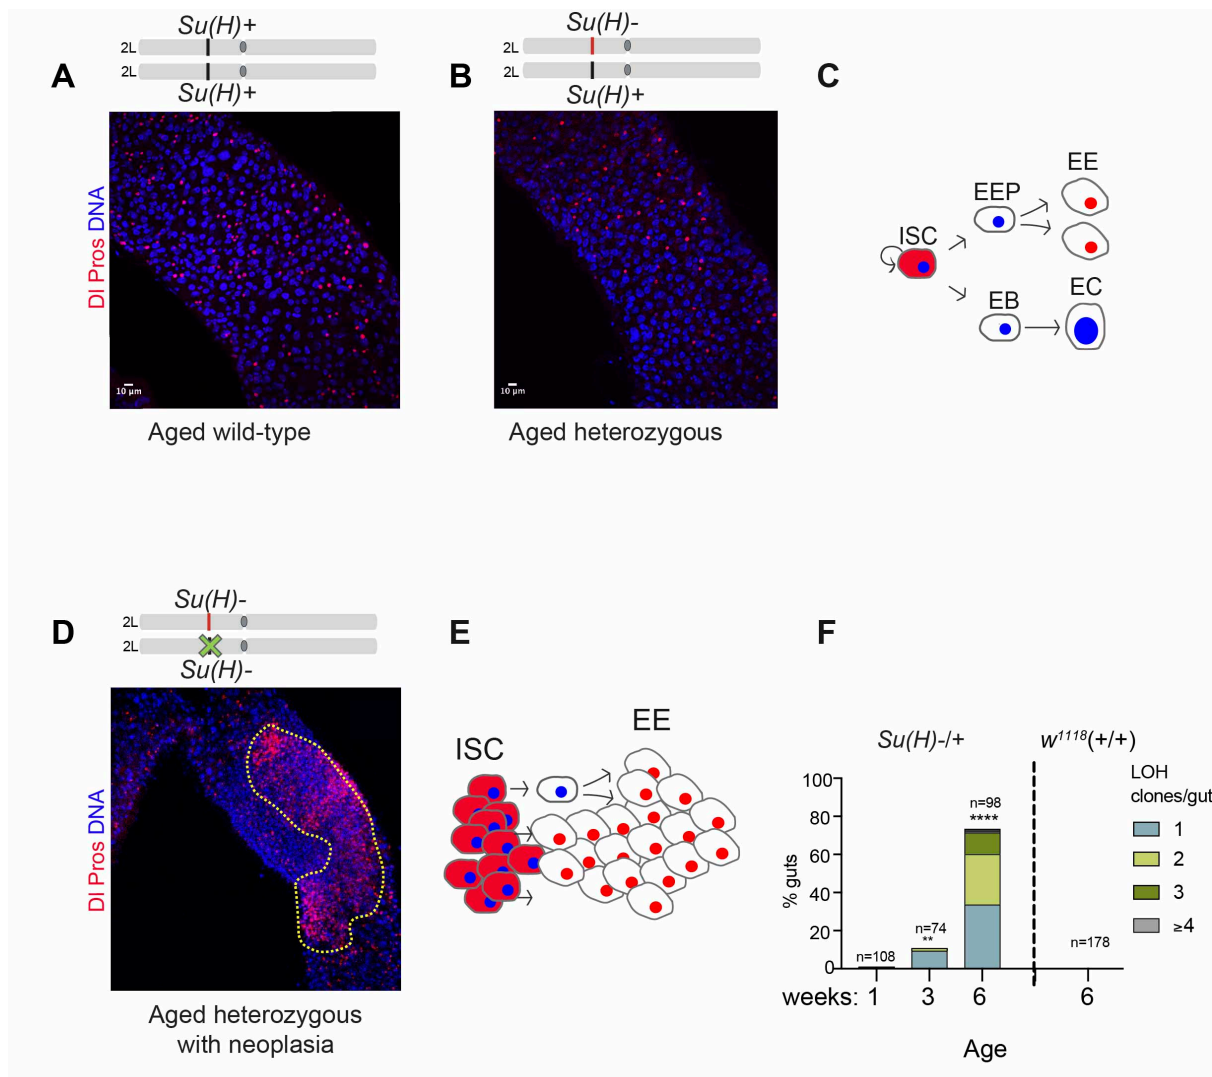 A
Su(H)+
2L
2L
Su(H)+
Dl Pros DNA
10 µm
Aged wild-type
B
Su(H)-
2L
2L
Su(H)+
10 µm
Aged heterozygous
C
ISC
EEP
EE
EB
EC
D
Su(H)-
2L
2L
Su(H)-
Dl Pros DNA
Aged heterozygous
with neoplasia
E
ISC
EE
F
Su(H)-/+
w1118(+/+)
LOH
clones/gut
1
2
3
≥4
% guts
100
80
60
40
20
0
n=108
n=74
**
n=98
****
n=178
weeks: 1 3 6 6
Age